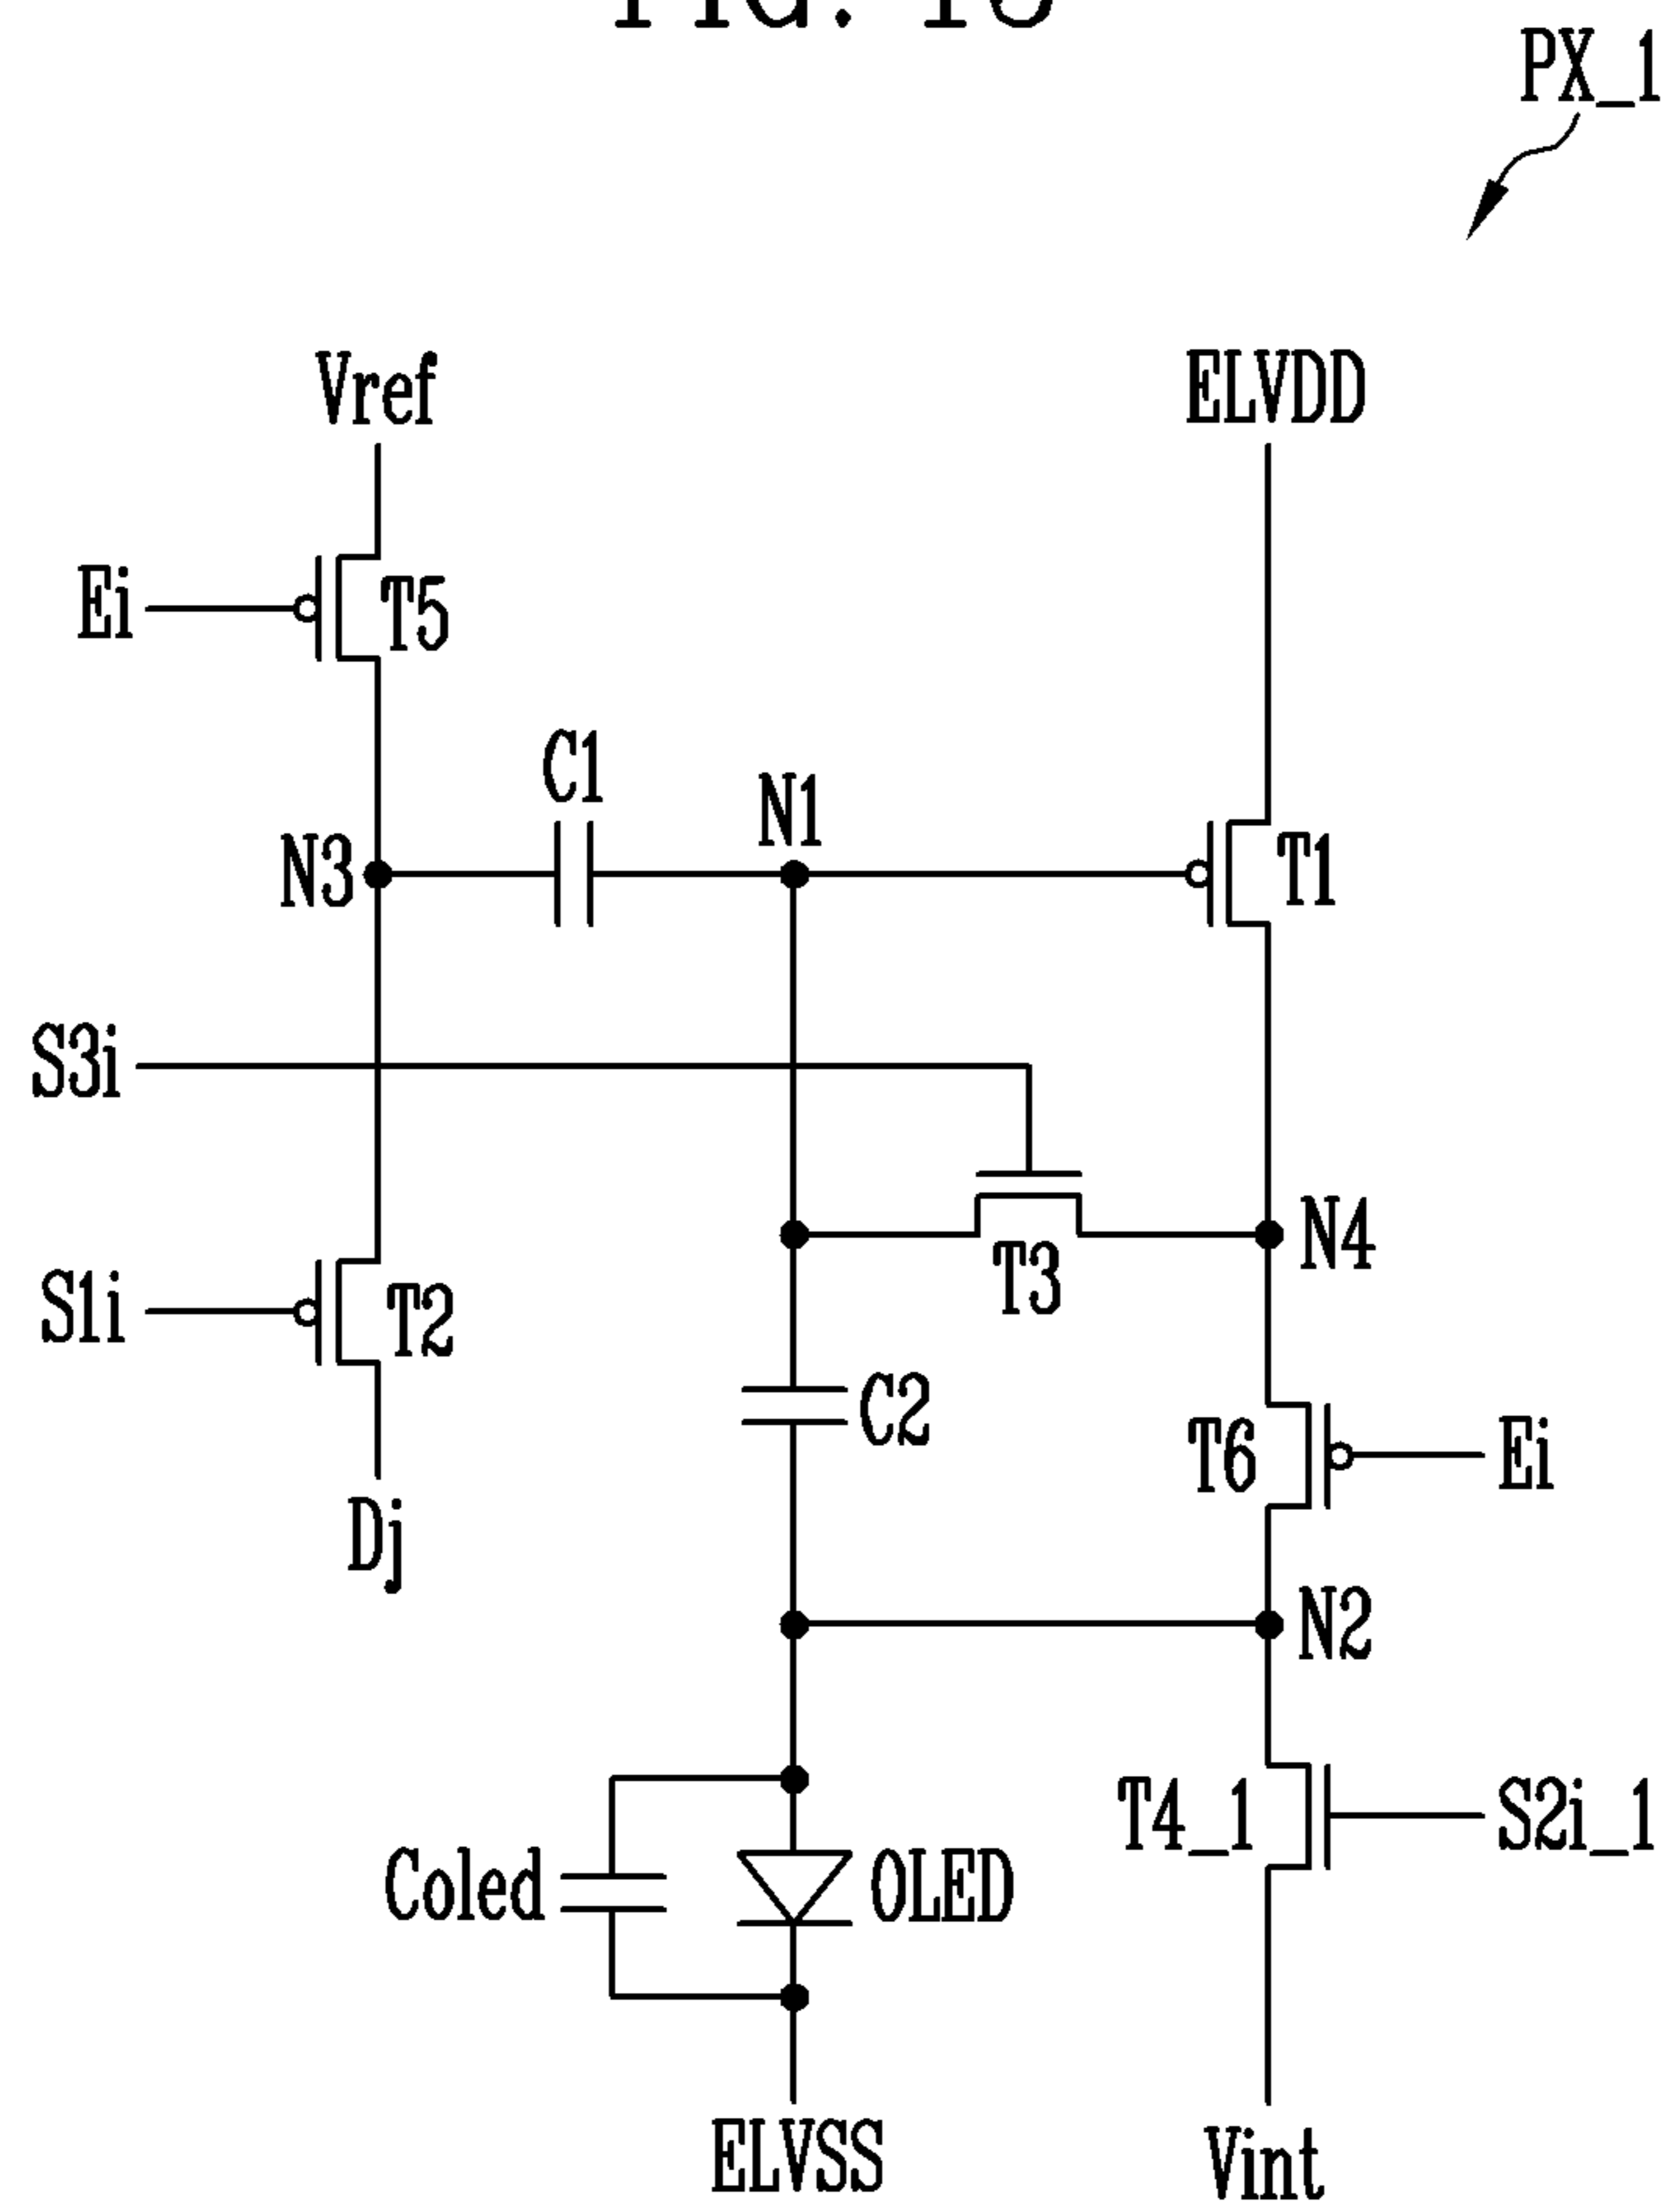 PX_1
Vref
ELVDD
Ei
T5
C1
N1
N3
T1
S3i
N4
T3
S1i
T2
C2
T6
Ei
Dj
N2
T4_1
S2i_1
Coled
OLED
ELVSS
Vint